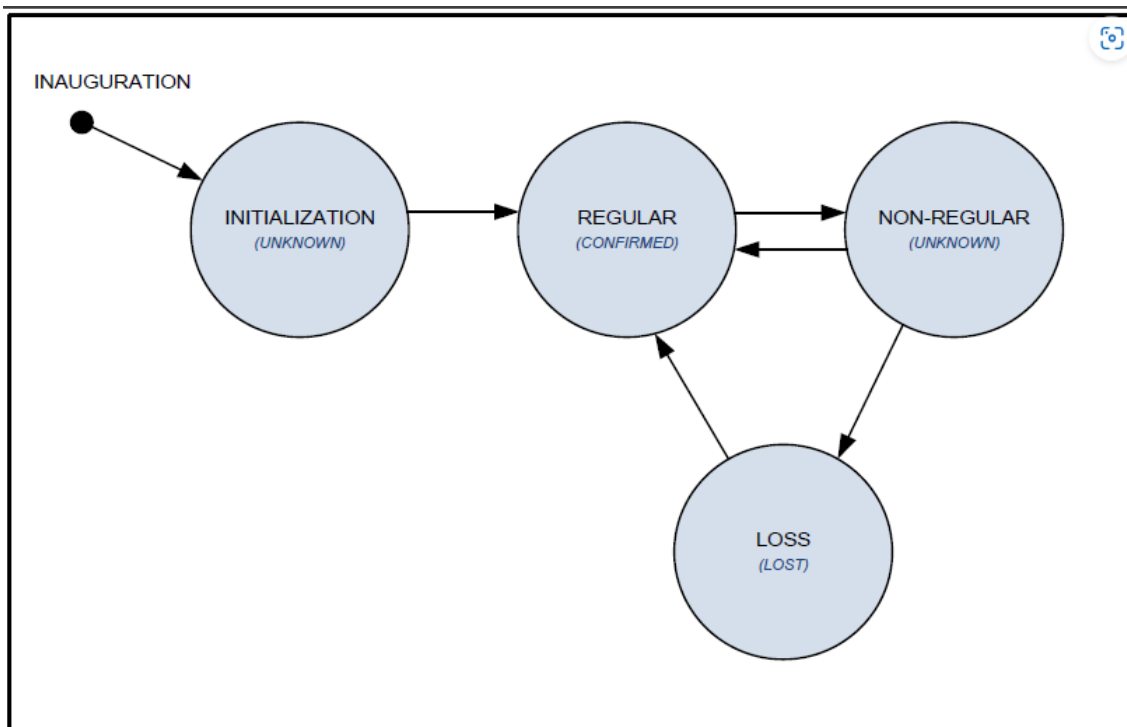 INAUGURATION
INITIALIZATION
(UNKNOWN)
REGULAR
(CONFIRMED)
NON-REGULAR
(UNKNOWN)
LOSS
(LOST)